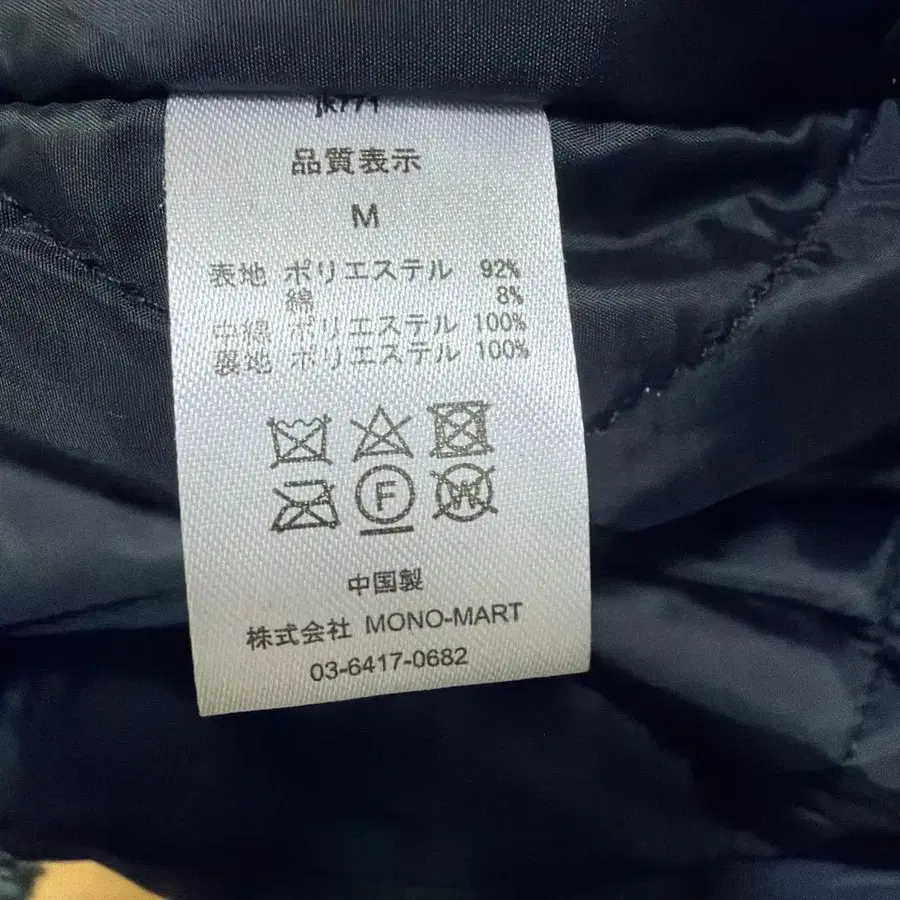 jk771
品質表示
M
表地 ポリエステル 92%
綿 8%
中綿 ポリエステル 100%
裏地 ポリエステル 100%
F
W
中国製
株式会社 MONO-MART
03-6417-0682